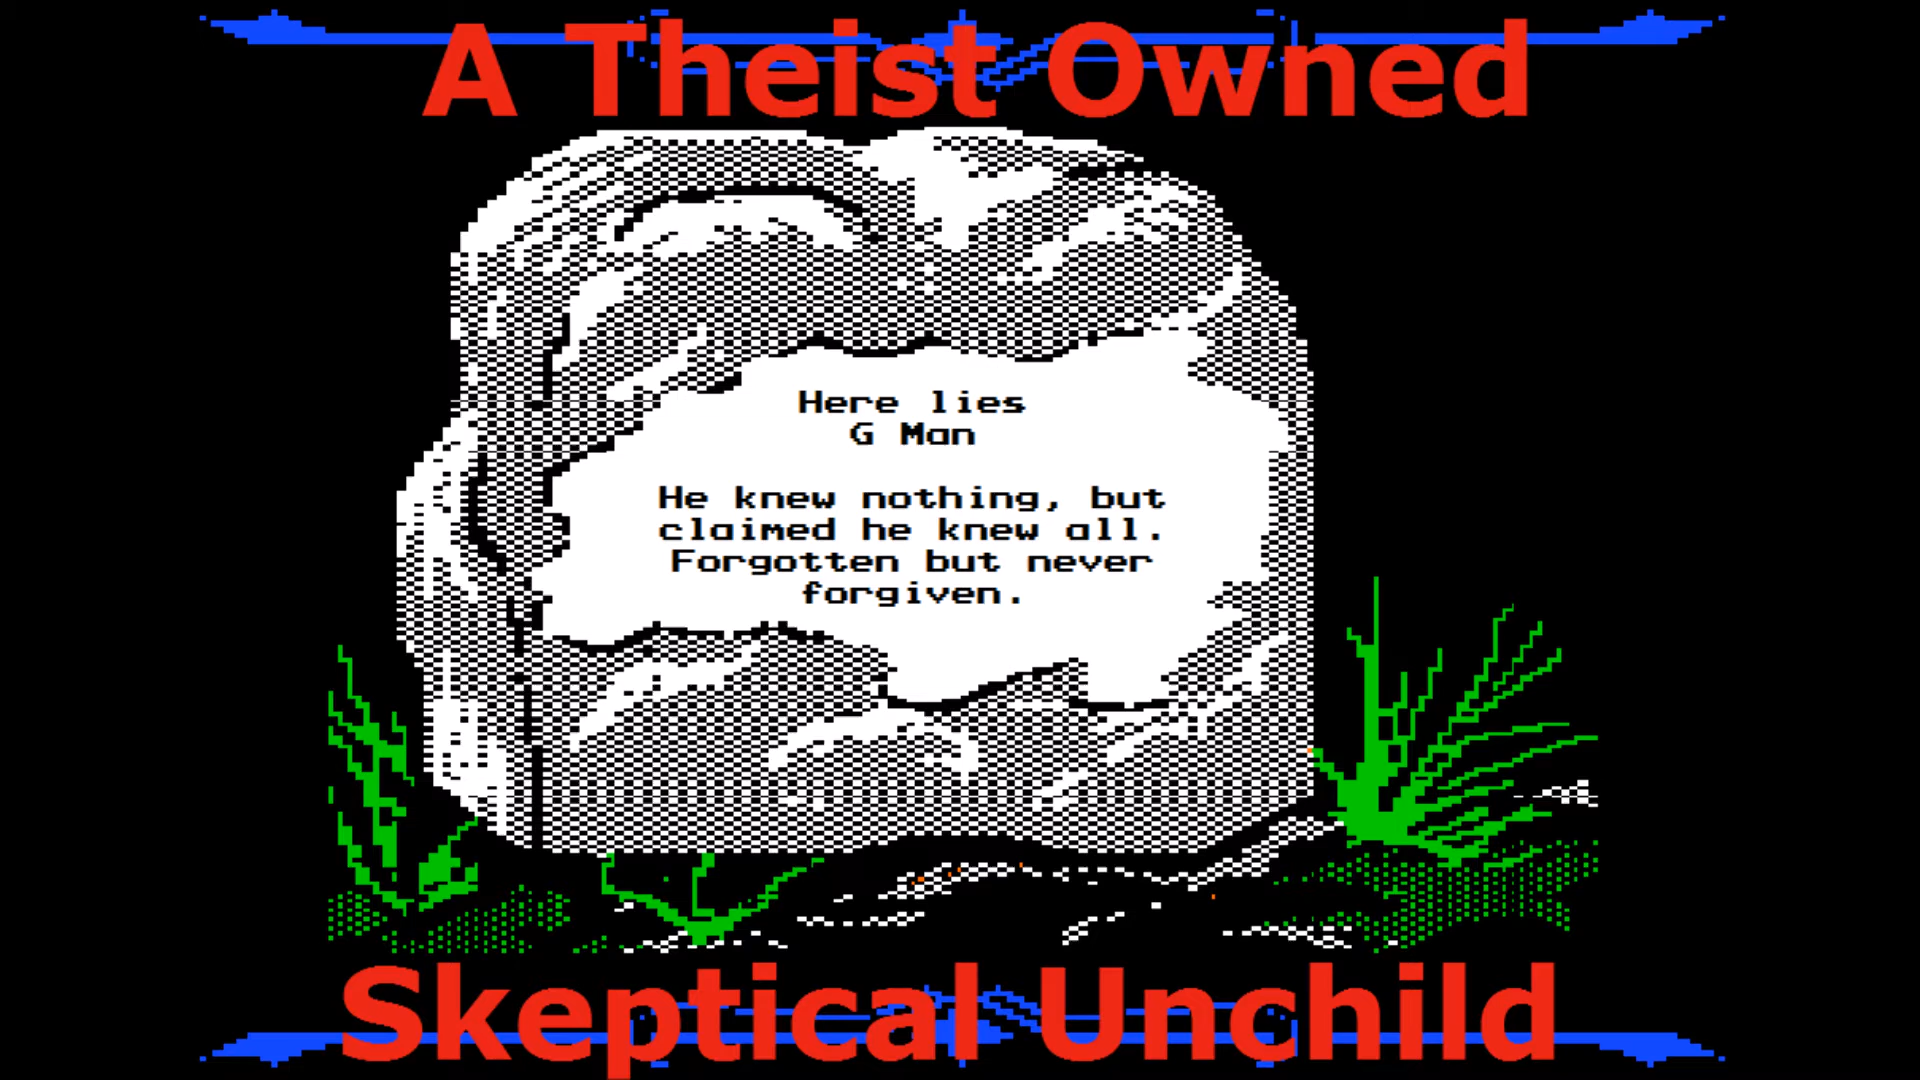 A Theist Owned
Here lies
G Man
He knew nothing, but
claimed he knew all.
Forgotten but never
forgiven.
Skeptical Unchild